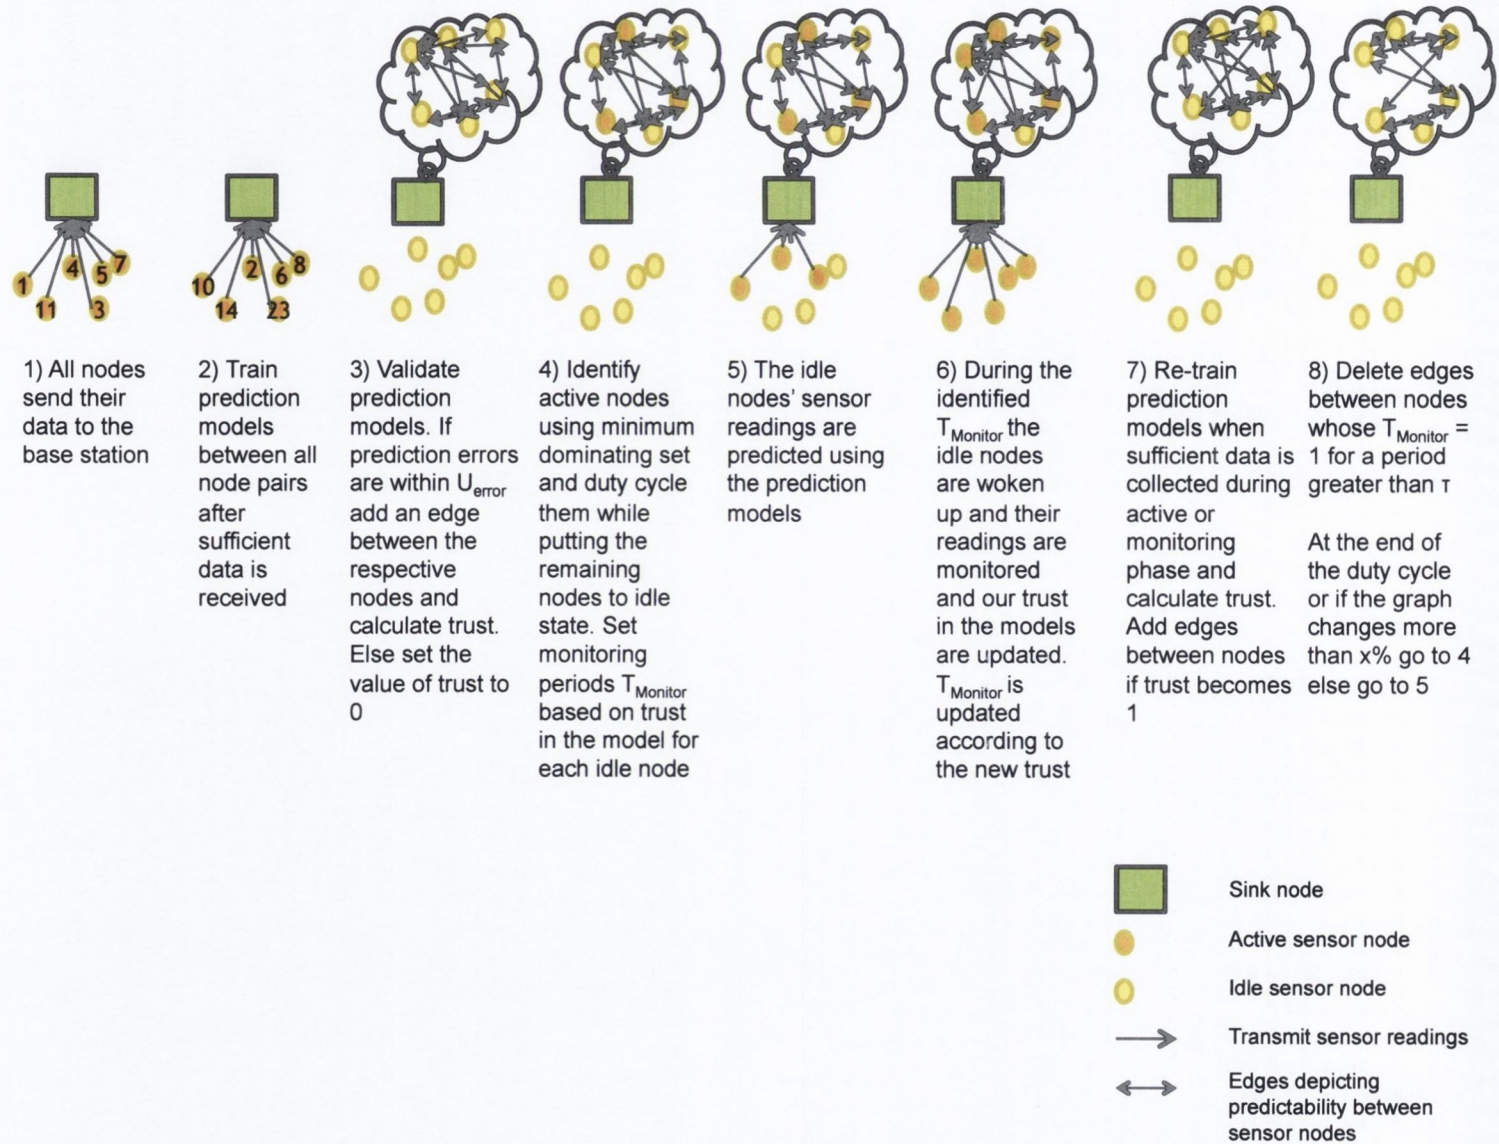 1
4
5
7
11
3
10
2
6
8
14
23
1) All nodes
send their
data to the
base station
2) Train
prediction
models
between all
node pairs
after
sufficient
data is
received
3) Validate
prediction
models. If
prediction errors
are within Uerror
add an edge
between the
respective
nodes and
calculate trust.
Else set the
value of trust to
0
4) Identify
active nodes
using minimum
dominating set
and duty cycle
them while
putting the
remaining
nodes to idle
state. Set
monitoring
periods TMonitor
based on trust
in the model for
each idle node
5) The idle
nodes' sensor
readings are
predicted using
the prediction
models
6) During the
identified
TMonitor the
idle nodes
are woken
up and their
readings are
monitored
and our trust
in the models
are updated.
TMonitor is
updated
according to
the new trust
7) Re-train
prediction
models when
sufficient data is
collected during
active or
monitoring
phase and
calculate trust.
Add edges
between nodes
if trust becomes
1
8) Delete edges
between nodes
whose TMonitor =
1 for a period
greater than τ
At the end of
the duty cycle
or if the graph
changes more
than x% go to 4
else go to 5
Sink node
Active sensor node
Idle sensor node
Transmit sensor readings
Edges depicting
predictability between
sensor nodes